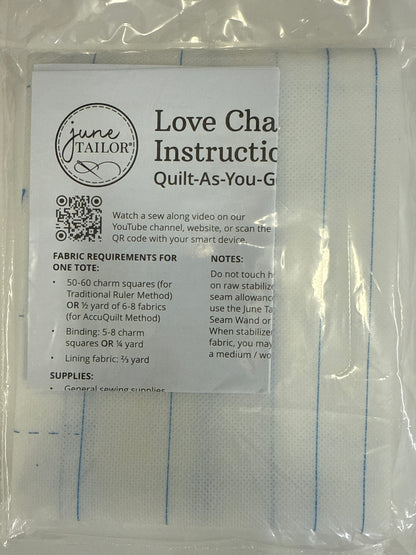 june
TAILOR®
Love Cha
Instructio
Quilt-As-You-G
Watch a sew along video on our
YouTube channel, website, or scan the
QR code with your smart device.
FABRIC REQUIREMENTS FOR
ONE TOTE:
• 50-60 charm squares (for
Traditional Ruler Method)
OR ½ yard of 6-8 fabrics
(for AccuQuilt Method)
• Binding: 5-8 charm
squares OR ¼ yard
• Lining fabric: ⅔ yard
SUPPLIES:
• General sewing supplies
NOTES:
Do not touch h
on raw stabiliz
seam allowanc
use the June Ta
Seam Wand or
When stabilize
fabric, you may
a medium / wo